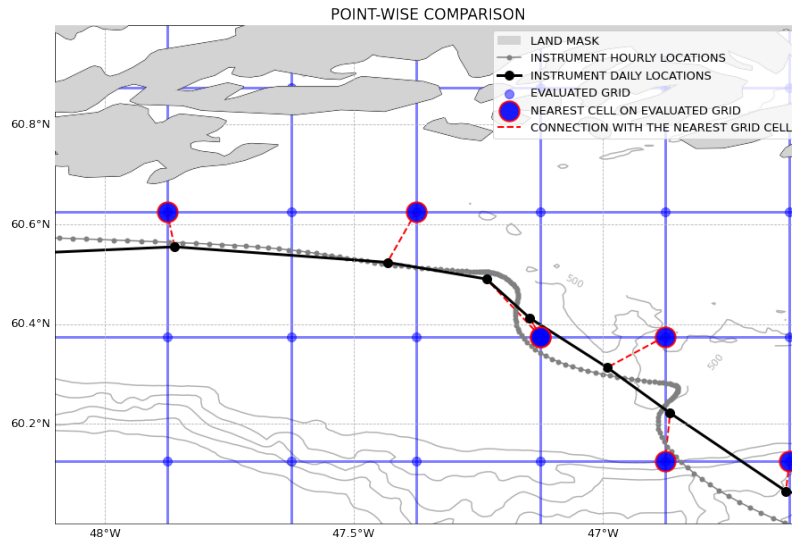 POINT-WISE COMPARISON
LAND MASK
INSTRUMENT HOURLY LOCATIONS
INSTRUMENT DAILY LOCATIONS
EVALUATED GRID
NEAREST CELL ON EVALUATED GRID
CONNECTION WITH THE NEAREST GRID CELL
60.8°N
60.6°N
500
60.4°N
500
60.2°N
48°W
47.5°W
47°W